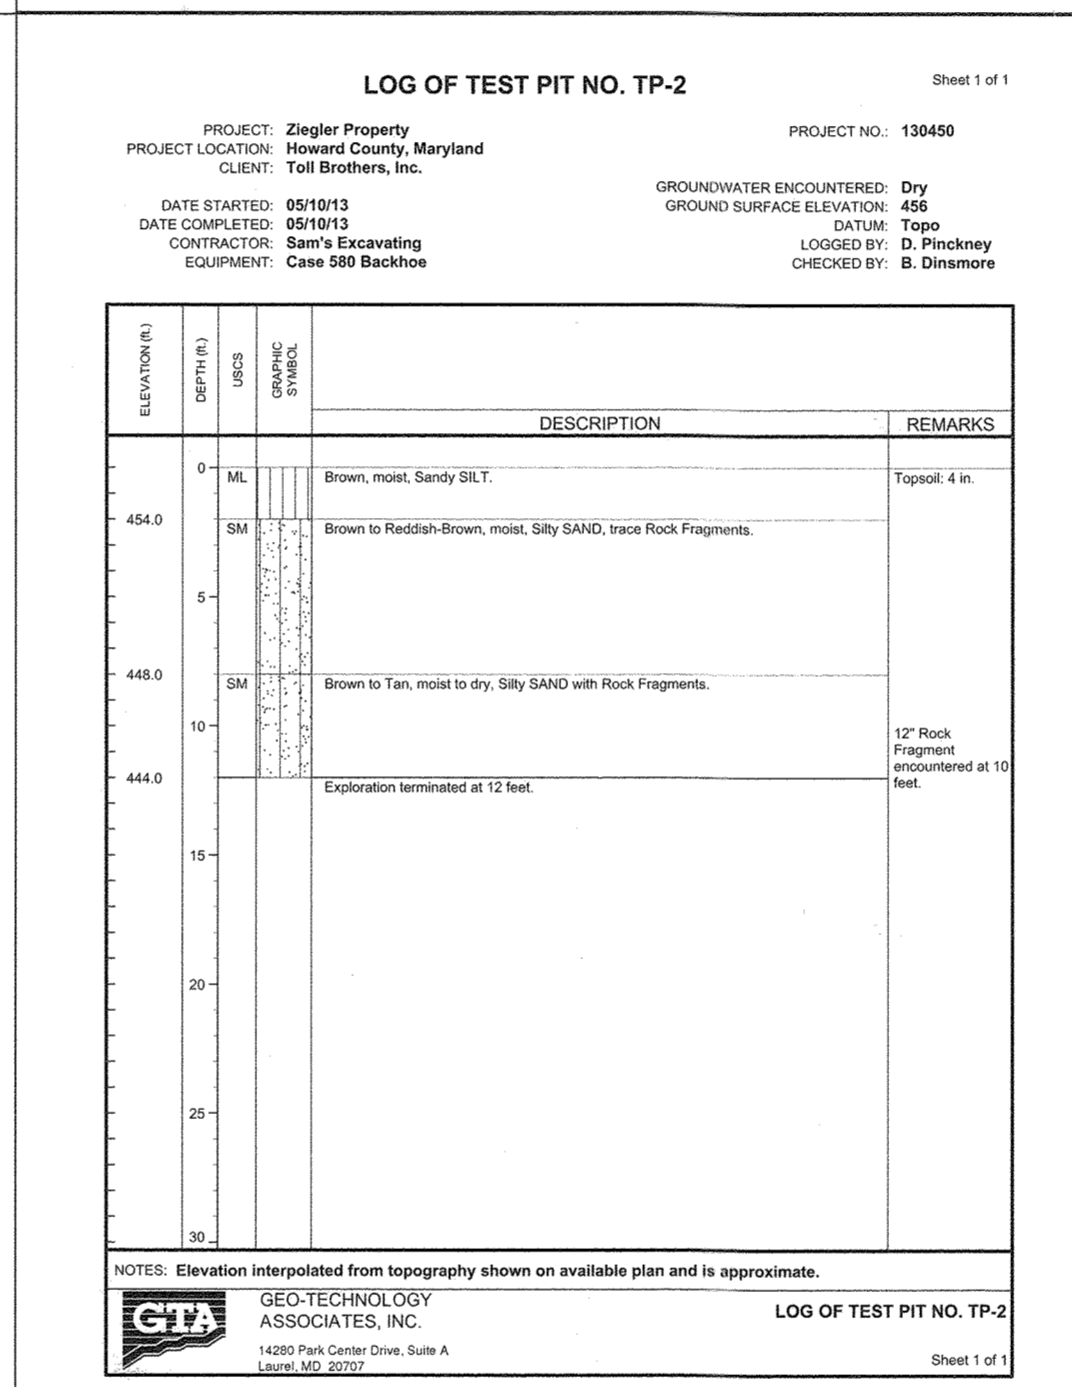 LOG OF TEST PIT NO. TP-2
Sheet 1 of 1
PROJECT: Ziegler Property
PROJECT LOCATION: Howard County, Maryland
CLIENT: Toll Brothers, Inc.
PROJECT NO.: 130450
DATE STARTED: 05/10/13
DATE COMPLETED: 05/10/13
CONTRACTOR: Sam's Excavating
EQUIPMENT: Case 580 Backhoe
GROUNDWATER ENCOUNTERED: Dry
GROUND SURFACE ELEVATION: 456
DATUM: Topo
LOGGED BY: D. Pinckney
CHECKED BY: B. Dinsmore
ELEVATION (ft.)
DEPTH (ft.)
USCS
GRAPHIC
SYMBOL
DESCRIPTION
REMARKS
0
ML
Brown, moist, Sandy SILT.
Topsoil: 4 in.
454.0
SM
Brown to Reddish-Brown, moist, Silty SAND, trace Rock Fragments.
5
448.0
SM
Brown to Tan, moist to dry, Silty SAND with Rock Fragments.
10
12" Rock
Fragment
encountered at 10
feet.
444.0
Exploration terminated at 12 feet.
15
20
25
30
NOTES: Elevation interpolated from topography shown on available plan and is approximate.
GTA
GEO-TECHNOLOGY
ASSOCIATES, INC.
14280 Park Center Drive, Suite A
Laurel, MD 20707
LOG OF TEST PIT NO. TP-2
Sheet 1 of 1